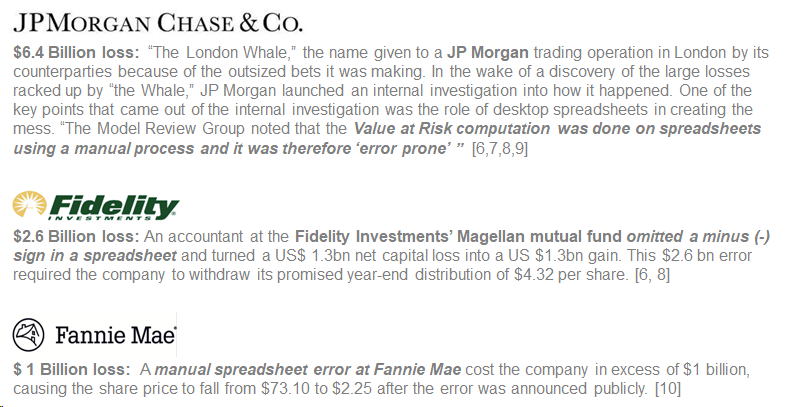 JPMORGAN CHASE & CO.
$6.4 Billion loss: “The London Whale,” the name given to a JP Morgan trading operation in London by its
counterparties because of the outsized bets it was making. In the wake of a discovery of the large losses
racked up by “the Whale,” JP Morgan launched an internal investigation into how it happened. One of the
key points that came out of the internal investigation was the role of desktop spreadsheets in creating the
mess. “The Model Review Group noted that the Value at Risk computation was done on spreadsheets
using a manual process and it was therefore ‘error prone’ ” [6,7,8,9]
Fidelity
INVESTMENTS
$2.6 Billion loss: An accountant at the Fidelity Investments’ Magellan mutual fund omitted a minus (-)
sign in a spreadsheet and turned a US$ 1.3bn net capital loss into a US $1.3bn gain. This $2.6 bn error
required the company to withdraw its promised year-end distribution of $4.32 per share. [6, 8]
Fannie Mae
$ 1 Billion loss: A manual spreadsheet error at Fannie Mae cost the company in excess of $1 billion,
causing the share price to fall from $73.10 to $2.25 after the error was announced publicly. [10]